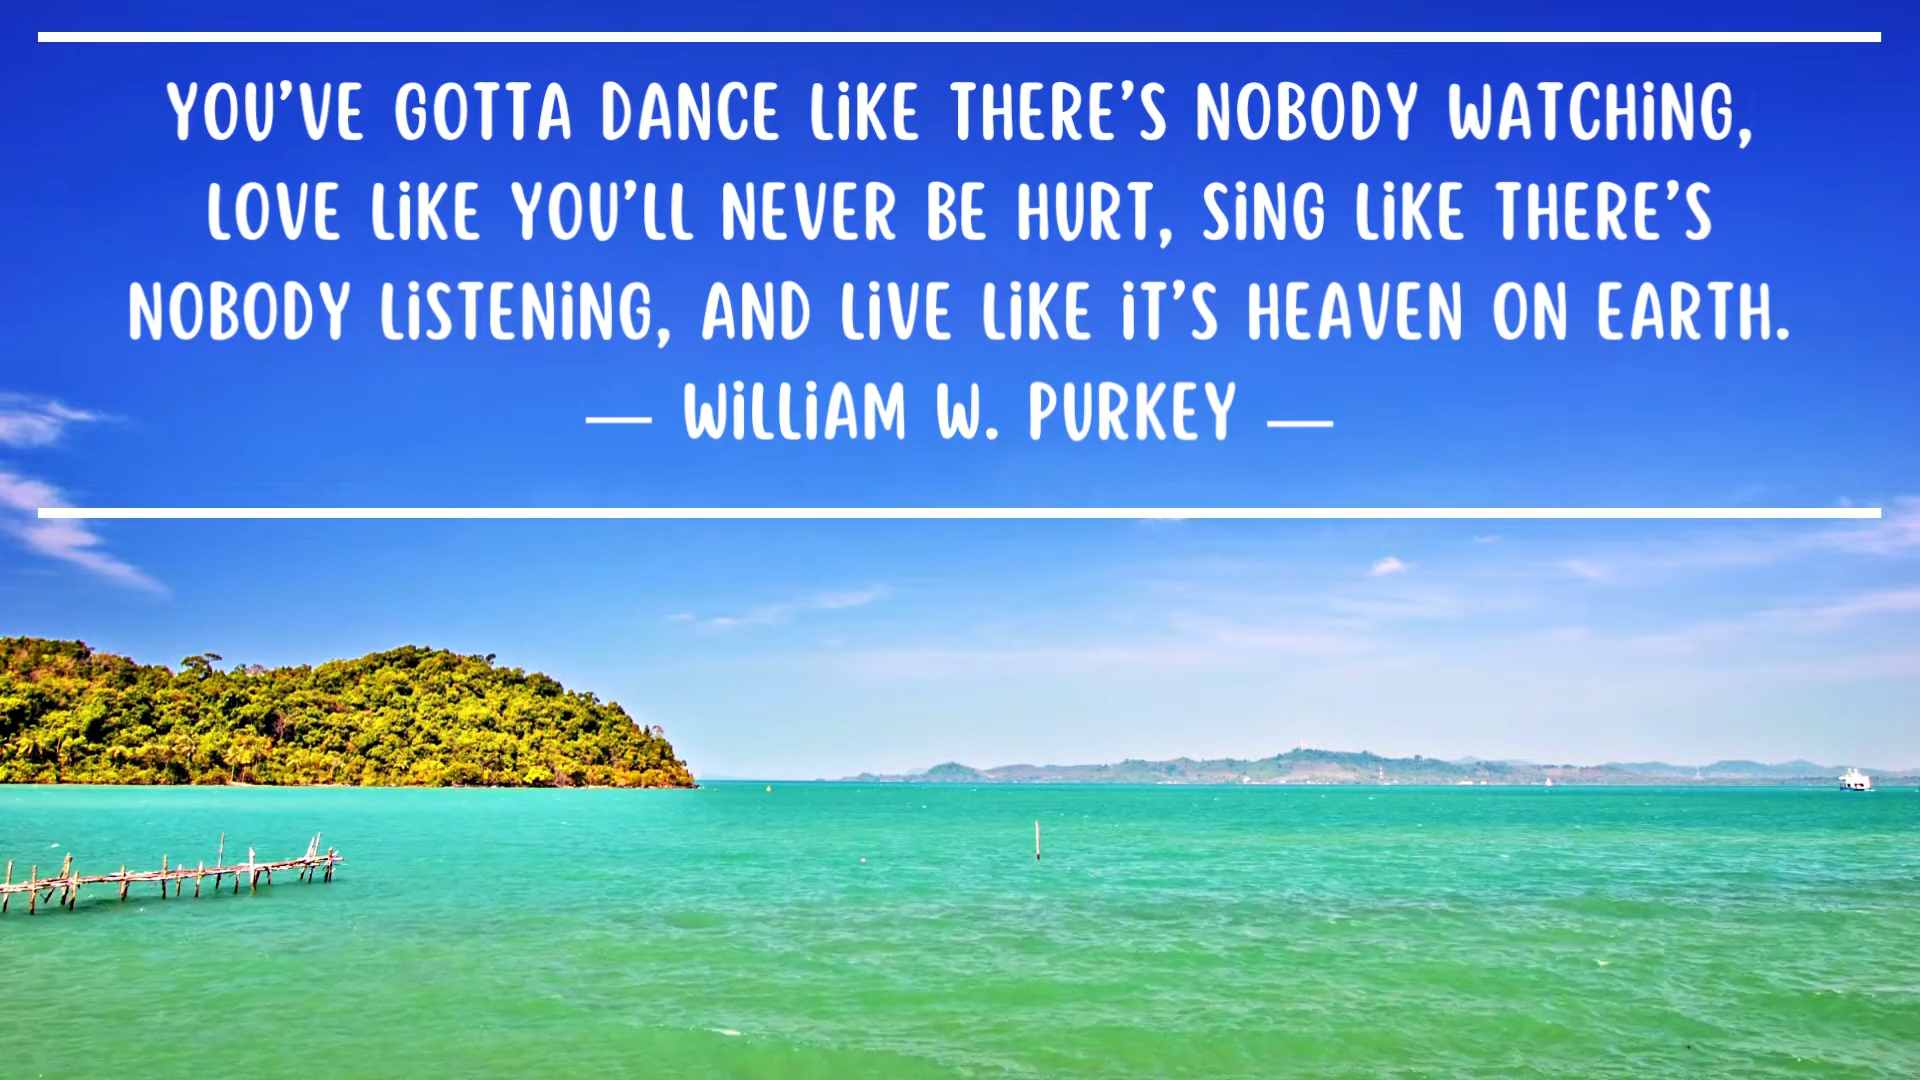 YOU’VE GOTTA DANCE LiKE THERE’S NOBODY WATCHiNG,
LOVE LiKE YOU’LL NEVER BE HURT, SiNG LiKE THERE’S
NOBODY LiSTENiNG, AND LiVE LiKE iT’S HEAVEN ON EARTH.
— WiLLiAM W. PURKEY —